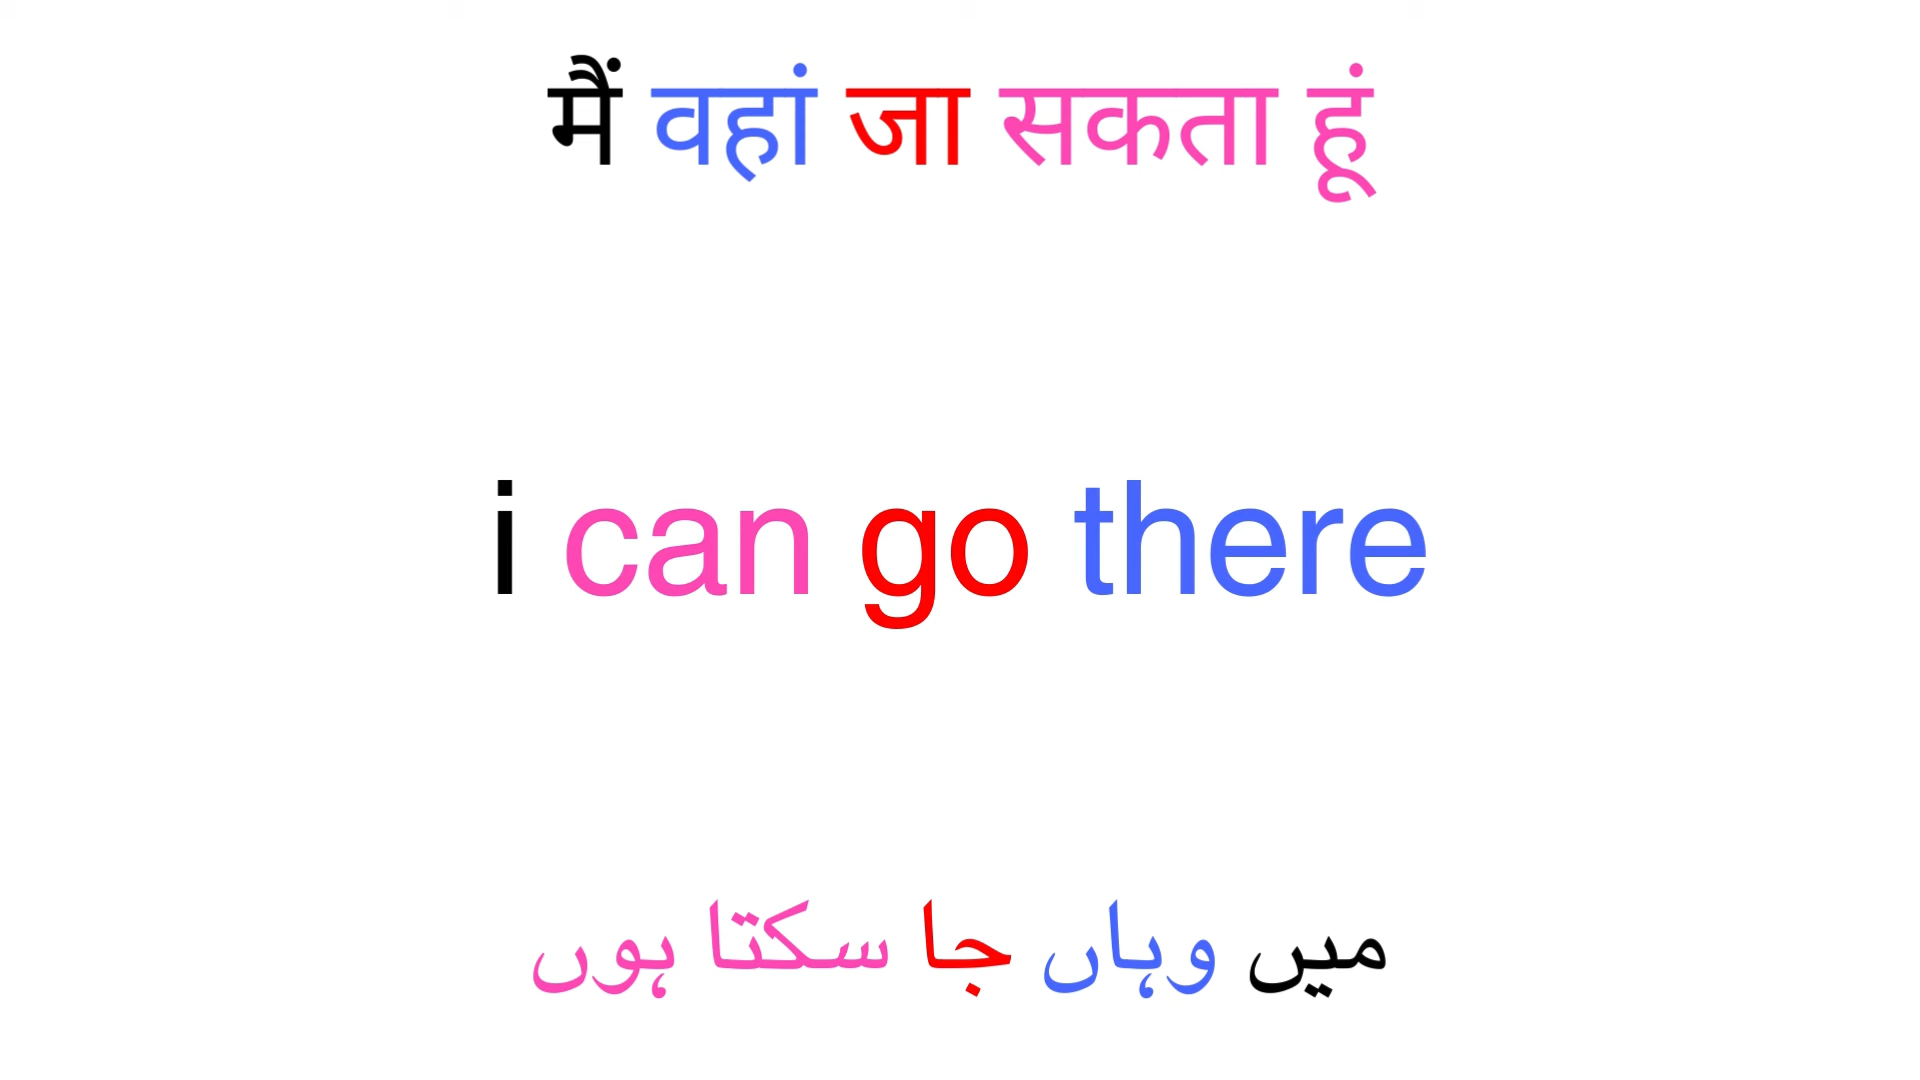 मैं वहां जा सकता हूं
i can go there
میں وہاں جا سکتا ہوں